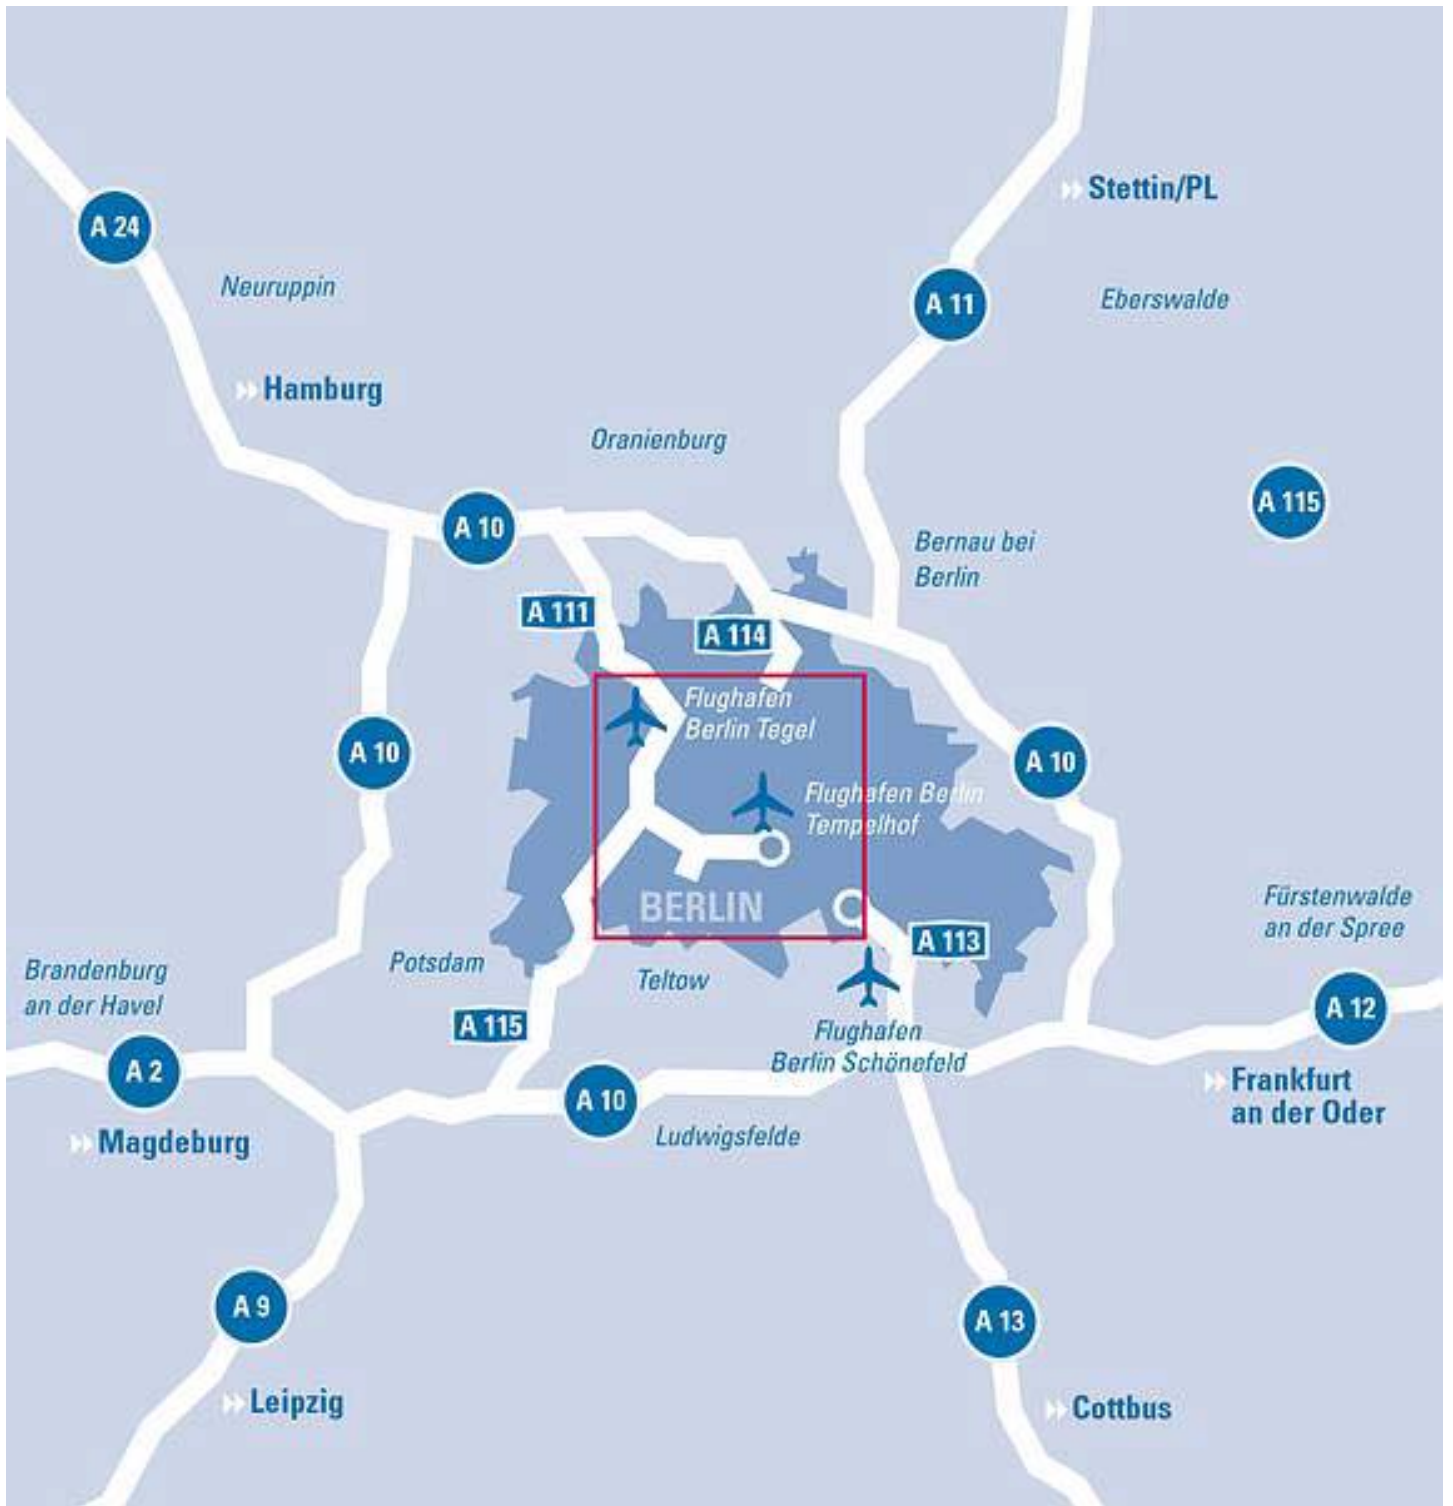 Stettin/PL
A 24
Neuruppin
A 11
Eberswalde
Hamburg
Oranienburg
A 115
A 10
Bernau bei
Berlin
A 111
A 114
Flughafen
Berlin Tegel
A 10
A 10
Flughafen Berlin
Tempelhof
BERLIN
Fürstenwalde
an der Spree
A 113
Potsdam
Brandenburg
an der Havel
Teltow
A 12
A 115
Flughafen
Berlin Schönefeld
A 2
Frankfurt
an der Oder
A 10
Magdeburg
Ludwigsfelde
A 9
A 13
Leipzig
Cottbus